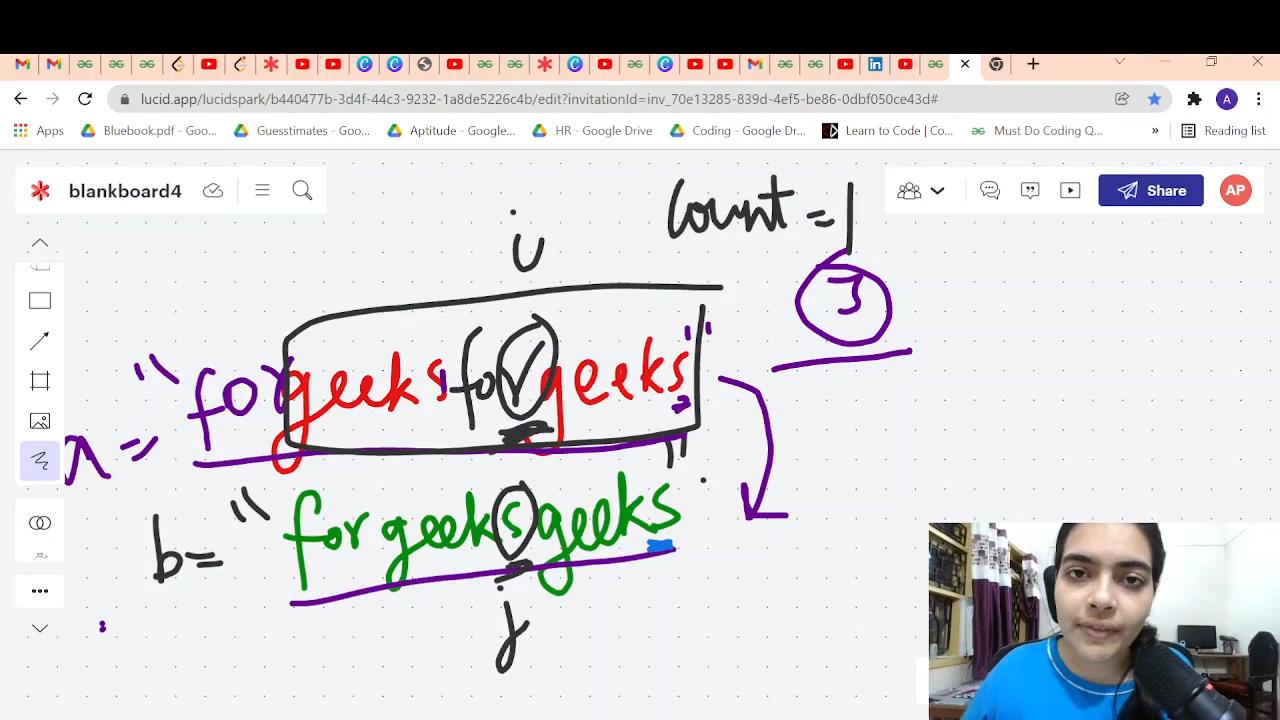 lucid.app/lucidspark/b440477b-3d4f-44c3-9232-1a8de5226c4b/edit?invitationId=inv_70e13285-839d-4ef5-be86-0dbf050ce43d#
A
Apps
Bluebook.pdf - Goo...
Guesstimates - Goo...
Aptitude - Google...
HR - Google Drive
Coding - Google Dr...
Learn to Code | Co...
Must Do Coding Q...
»
Reading list
blankboard4
Share
AP
count = 1
i
3
a = "forgeeksforgeeks"
b = "forgeeksgeeks"
j